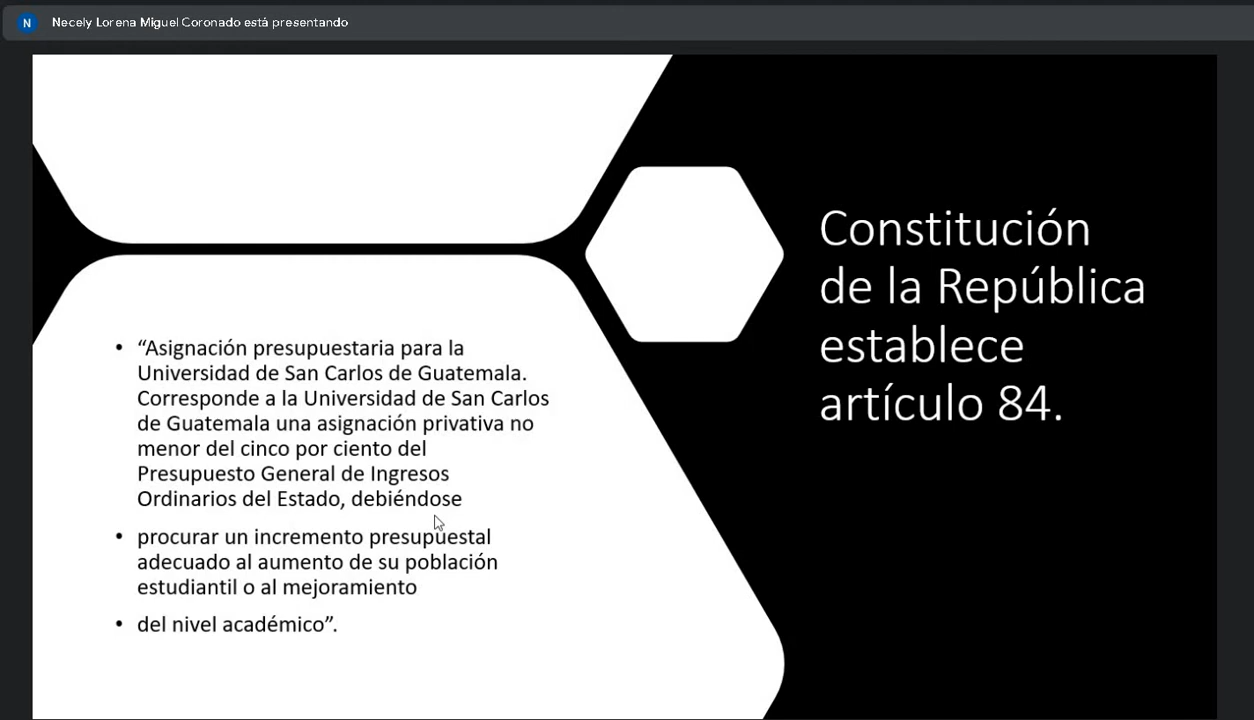 N
Necely Lorena Miguel Coronado está presentando
Constitución
de la República
establece
artículo 84.
• “Asignación presupuestaria para la
Universidad de San Carlos de Guatemala.
Corresponde a la Universidad de San Carlos
de Guatemala una asignación privativa no
menor del cinco por ciento del
Presupuesto General de Ingresos
Ordinarios del Estado, debiéndose
• procurar un incremento presupuestal
adecuado al aumento de su población
estudiantil o al mejoramiento
• del nivel académico”.